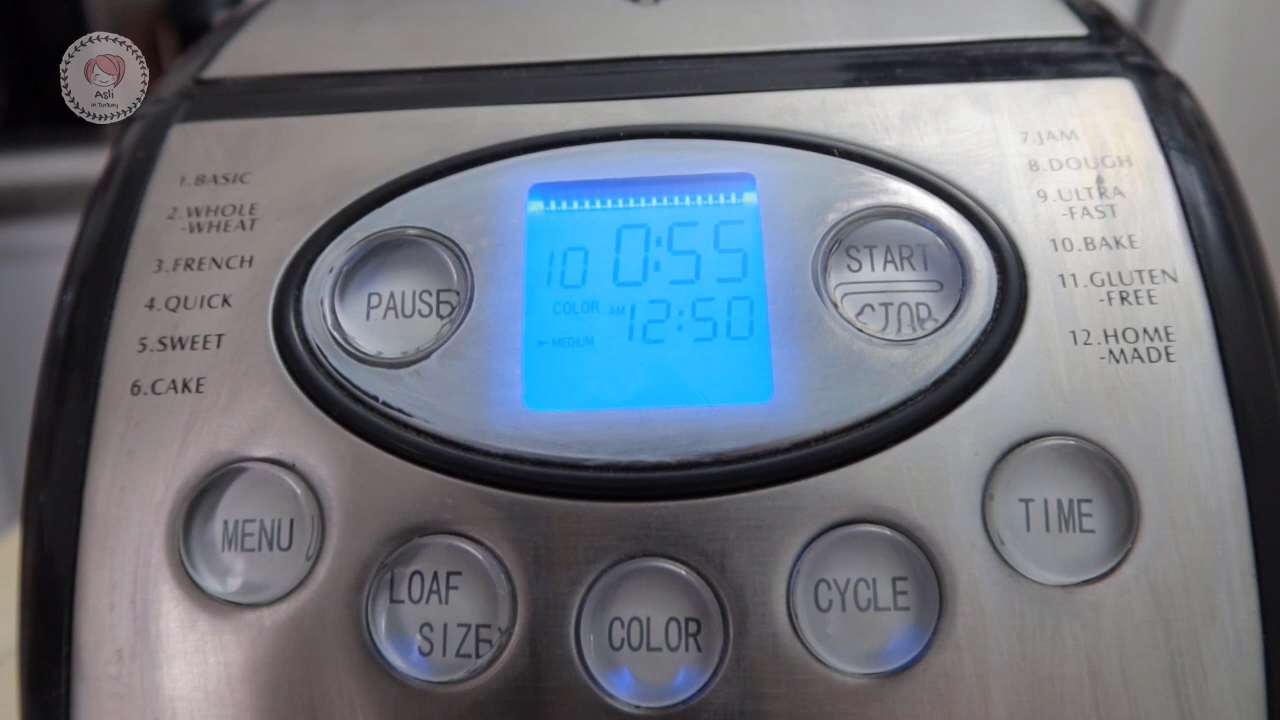 Asli
in Turkey
1.BASIC
2.WHOLE
-WHEAT
3.FRENCH
4.QUICK
5.SWEET
6.CAKE
PAUSE
10 0:55
COLOR AM 12:50
MEDIUM
START
STOP
7.JAM
8.DOUGH
9.ULTRA
-FAST
10.BAKE
11.GLUTEN
-FREE
12.HOME
-MADE
MENU
LOAF
SIZE
COLOR
CYCLE
TIME